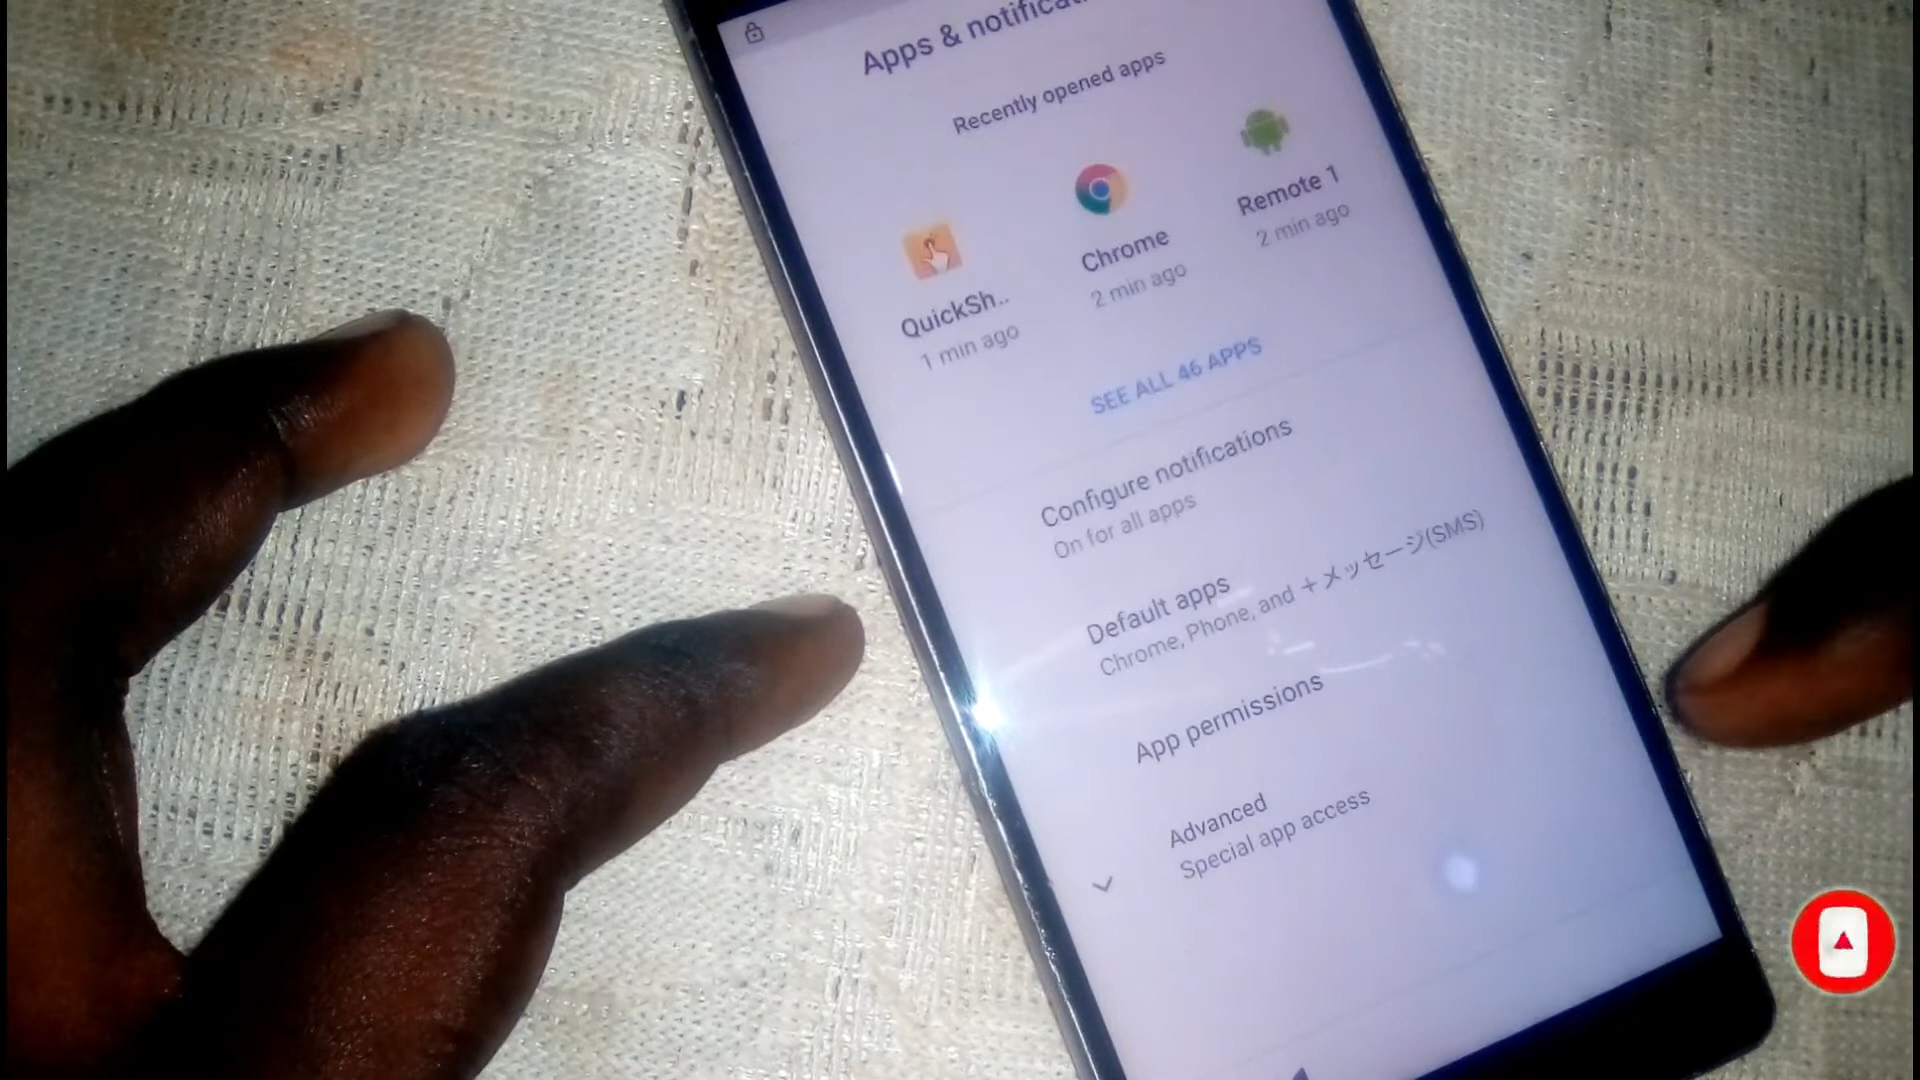 Apps & notificati
Recently opened apps
QuickSh..
1 min ago
Chrome
2 min ago
Remote 1
2 min ago
SEE ALL 46 APPS
Configure notifications
On for all apps
Default apps
Chrome, Phone, and +メッセージ(SMS)
App permissions
Advanced
Special app access